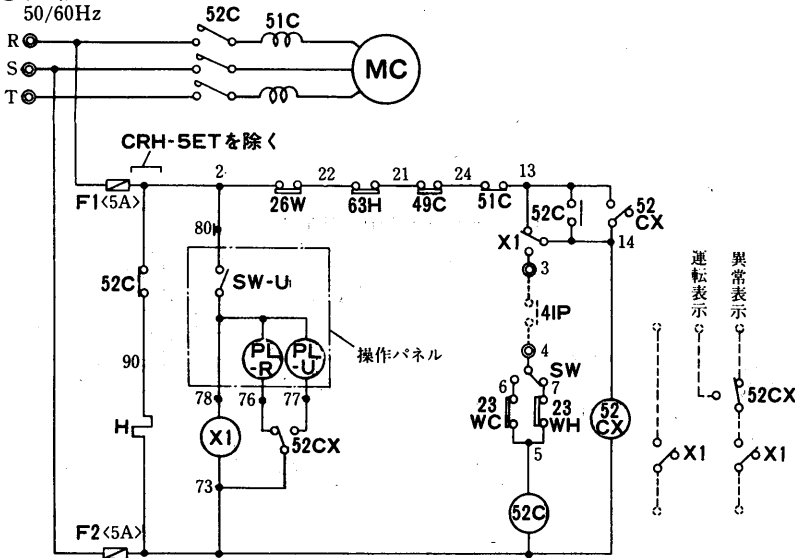 50/60Hz
R
S
T
52C
51C
MC
CRH-5ETを除く
F1<5A>
2
22
21
24
13
26W
63H
49C
51C
52C
52
CX
X1
14
80
SW-U
52C
3
41P
4
PL
-R
PL
-U
操作パネル
90
SW
6
7
78
76
77
23
WC
23
WH
52
CX
H
X1
52CX
5
73
52C
F2<5A>
運転表示
異常表示
52CX
X1
X1